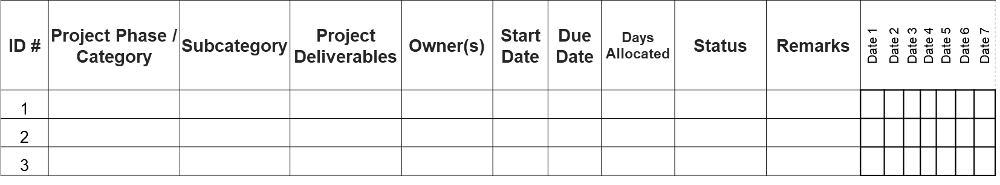 ID #
Project Phase /
Category
Subcategory
Project
Deliverables
Owner(s)
Start
Date
Due
Date
Days
Allocated
Status
Remarks
Date 1
Date 2
Date 3
Date 4
Date 5
Date 6
Date 7
1
2
3